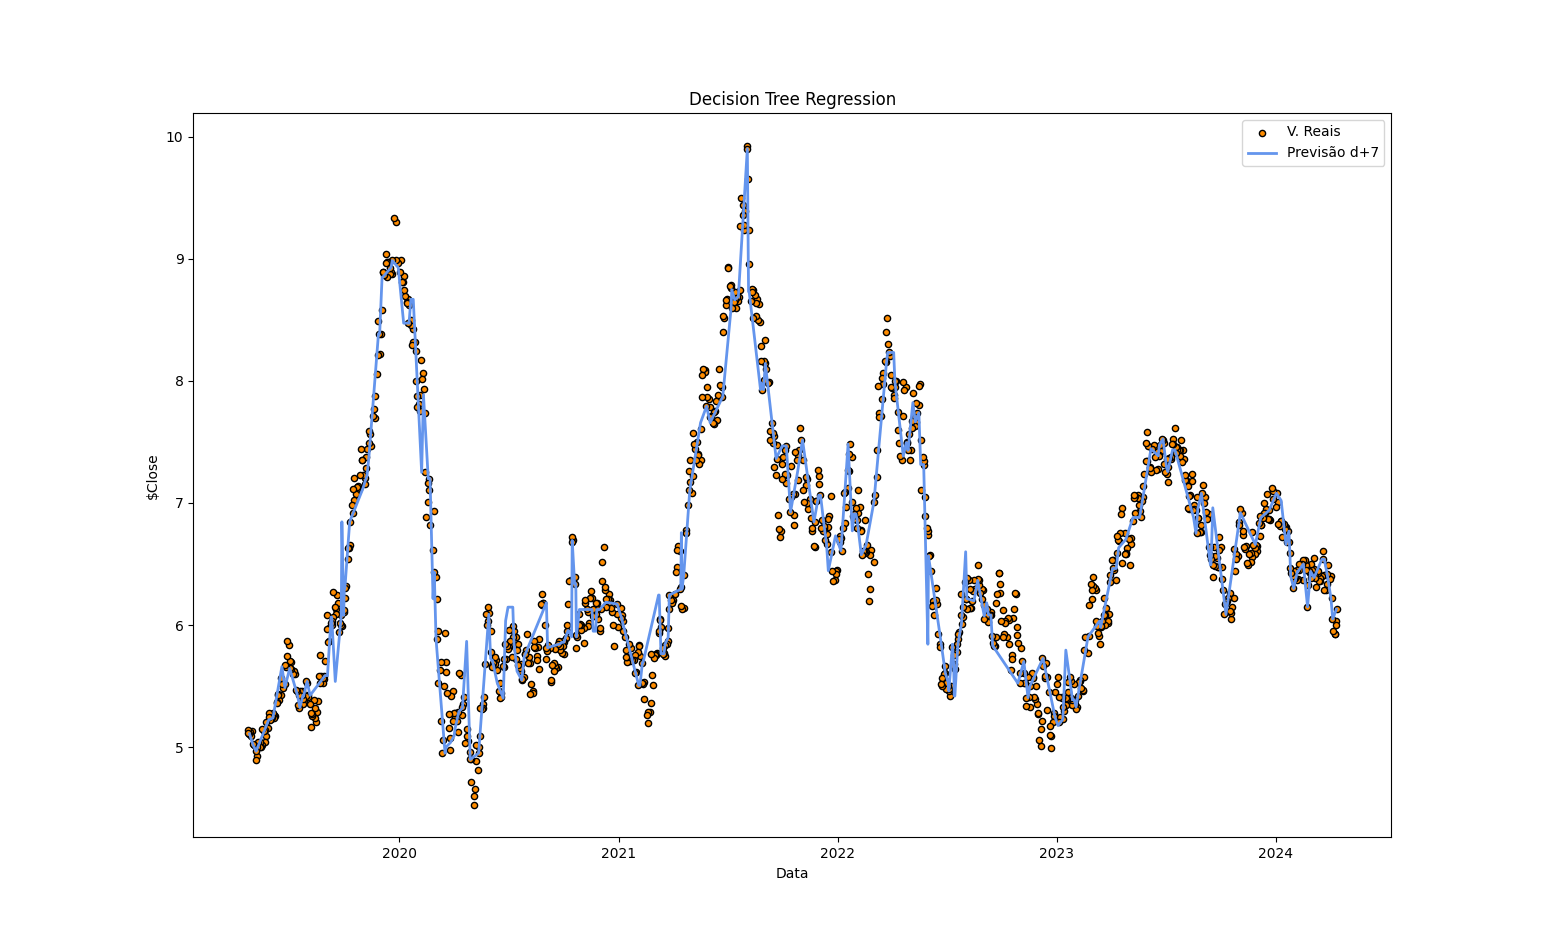 Decision Tree Regression
V. Reais
Previsão d+7
10
9
8
7
6
5
$Close
2020
2021
2022
2023
2024
Data